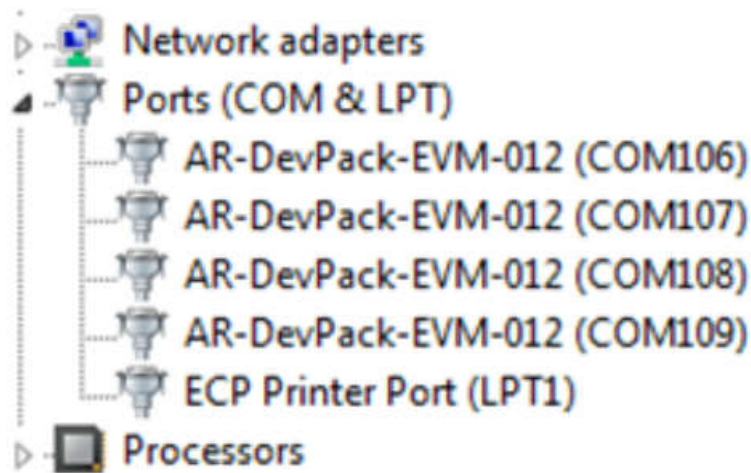 Network adapters
Ports (COM & LPT)
AR-DevPack-EVM-012 (COM106)
AR-DevPack-EVM-012 (COM107)
AR-DevPack-EVM-012 (COM108)
AR-DevPack-EVM-012 (COM109)
ECP Printer Port (LPT1)
Processors